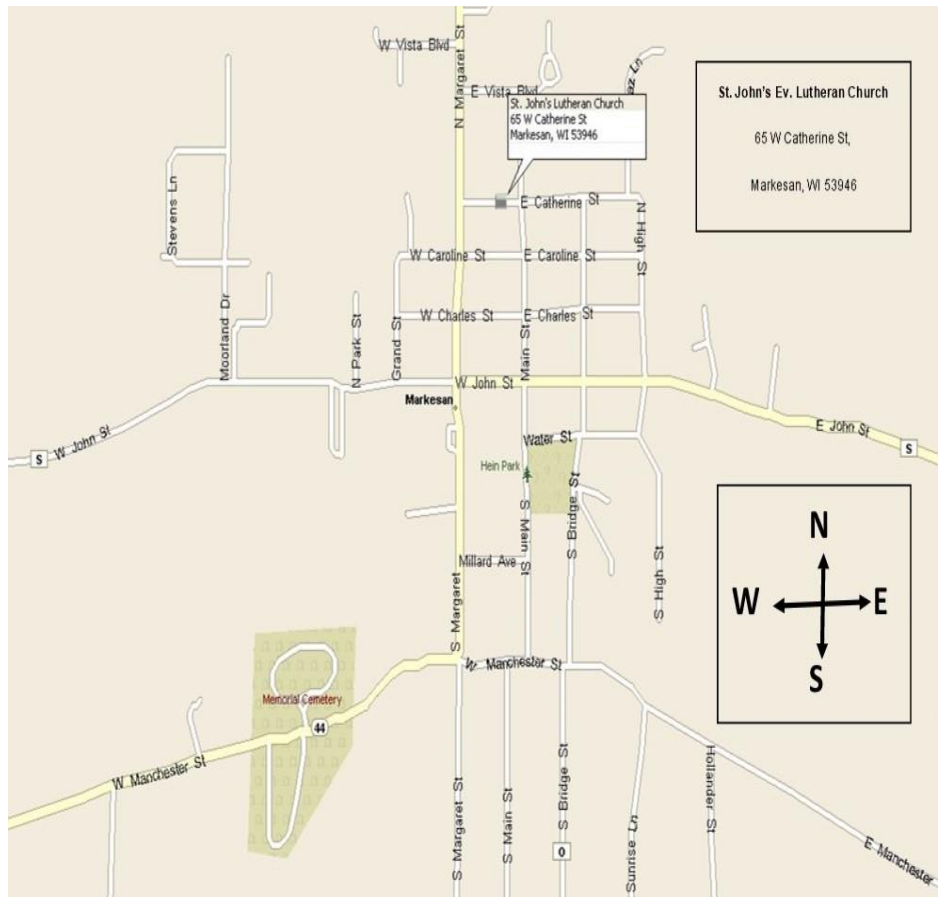 W Vista Blvd
N Margaret St
E Vista Blvd
St. John's Lutheran Church
65 W Catherine St
Markesan, WI 53946
St. John's Ev. Lutheran Church
65 W Catherine St,
Markesan, WI 53946
Stevens Ln
E Catherine St
N High St
W Caroline St
E Caroline St
Moorland Dr
N Park St
Grand St
W Charles St
E Charles St
Main St
W John St
Markesan
W John St
S
E John St
S
Water St
Hein Park
S Main St
S Bridge St
Millard Ave
S High St
S Margaret
N
W
E
S
W Manchester St
Memorial Cemetery
44
W Manchester St
S Margaret St
S Main St
S Bridge St
O
Sunrise Ln
Hollander St
E Manchester